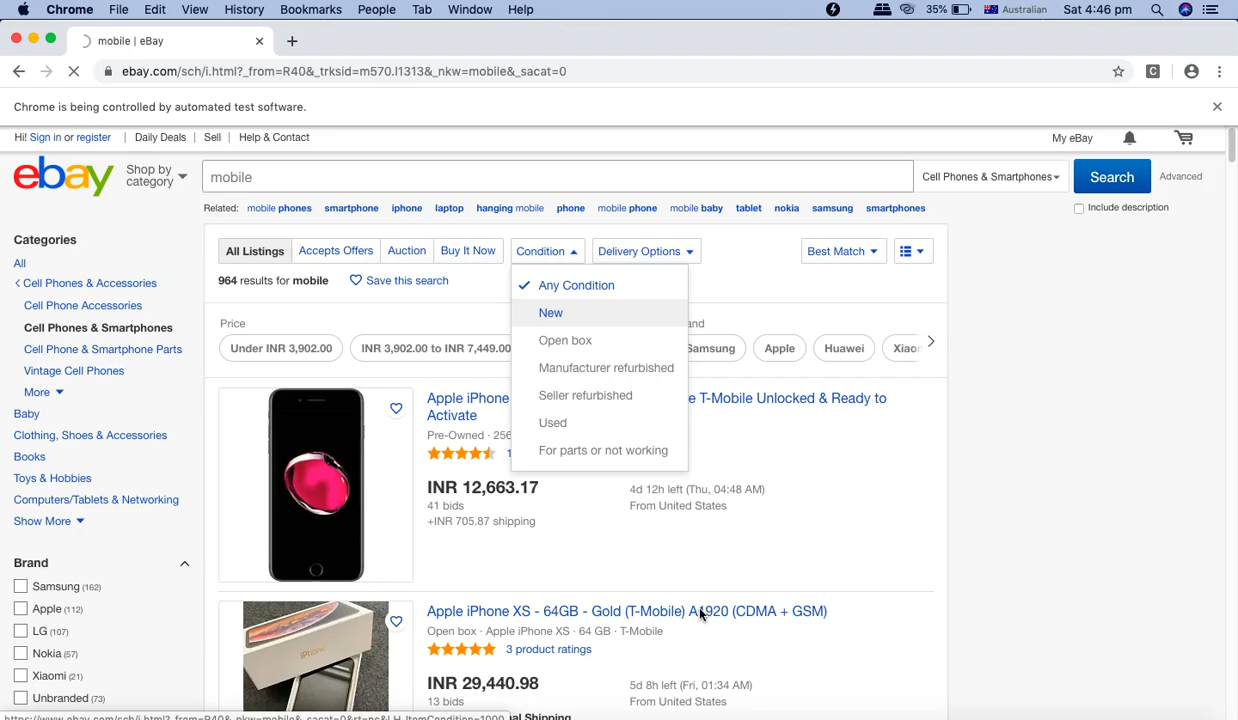 Chrome File Edit View History Bookmarks People Tab Window Help 35% Australian Sat 4:46 pm
mobile | eBay
ebay.com/sch/i.html?_from=R40&_trksid=m570.l1313&_nkw=mobile&_sacat=0
Chrome is being controlled by automated test software.
Hi! Sign in or register | Daily Deals | Sell | Help & Contact My eBay
ebay Shop by category mobile Cell Phones & Smartphones Search Advanced
Related: mobile phones smartphone iphone laptop hanging mobile phone mobile phone mobile baby tablet nokia samsung smartphones Include description
Categories
All
Cell Phones & Accessories
Cell Phone Accessories
Cell Phones & Smartphones
Cell Phone & Smartphone Parts
Vintage Cell Phones
More
Baby
Clothing, Shoes & Accessories
Books
Toys & Hobbies
Computers/Tablets & Networking
Show More
Brand
Samsung (162)
Apple (112)
LG (107)
Nokia (57)
Xiaomi (21)
Unbranded (73)
All Listings Accepts Offers Auction Buy It Now Condition Delivery Options Best Match
964 results for mobile Save this search
Any Condition
New
Open box
Manufacturer refurbished
Seller refurbished
Used
For parts or not working
Price
Under INR 3,902.00 INR 3,902.00 to INR 7,449.00 Samsung Apple Huawei
Apple iPhone T-Mobile Unlocked & Ready to
Activate
Pre-Owned · 256
INR 12,663.17 4d 12h left (Thu, 04:48 AM)
41 bids From United States
+INR 705.87 shipping
Apple iPhone XS - 64GB - Gold (T-Mobile) A1920 (CDMA + GSM)
Open box · Apple iPhone XS · 64 GB · T-Mobile
3 product ratings
INR 29,440.98 5d 8h left (Fri, 01:34 AM)
13 bids From United States
Shipping